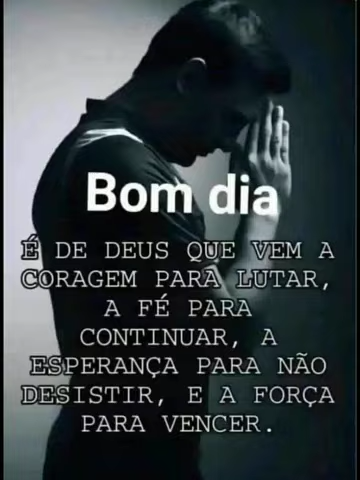 Bom dia
É DE DEUS QUE VEM A
CORAGEM PARA LUTAR,
A FÉ PARA
CONTINUAR, A
ESPERANÇA PARA NÃO
DESISTIR, E A FORÇA
PARA VENCER.